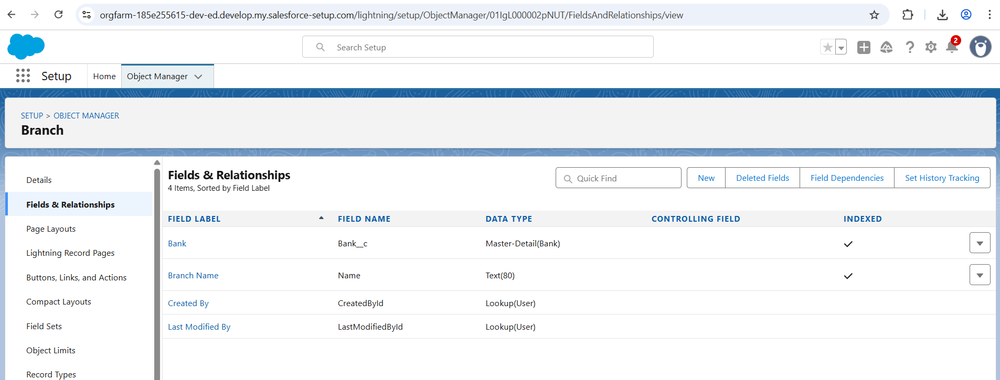 orgfarm-185e255615-dev-ed.develop.my.salesforce-setup.com/lightning/setup/ObjectManager/01IgL000002pNUT/FieldsAndRelationships/view
Search Setup
2
Setup
Home
Object Manager
SETUP > OBJECT MANAGER
Branch
Details
Fields & Relationships
Page Layouts
Lightning Record Pages
Buttons, Links, and Actions
Compact Layouts
Field Sets
Object Limits
Record Types
Fields & Relationships
4 Items, Sorted by Field Label
Quick Find
New
Deleted Fields
Field Dependencies
Set History Tracking
FIELD LABEL FIELD NAME DATA TYPE CONTROLLING FIELD INDEXED
Bank Bank__c Master-Detail(Bank)
Branch Name Name Text(80)
Created By CreatedById Lookup(User)
Last Modified By LastModifiedById Lookup(User)